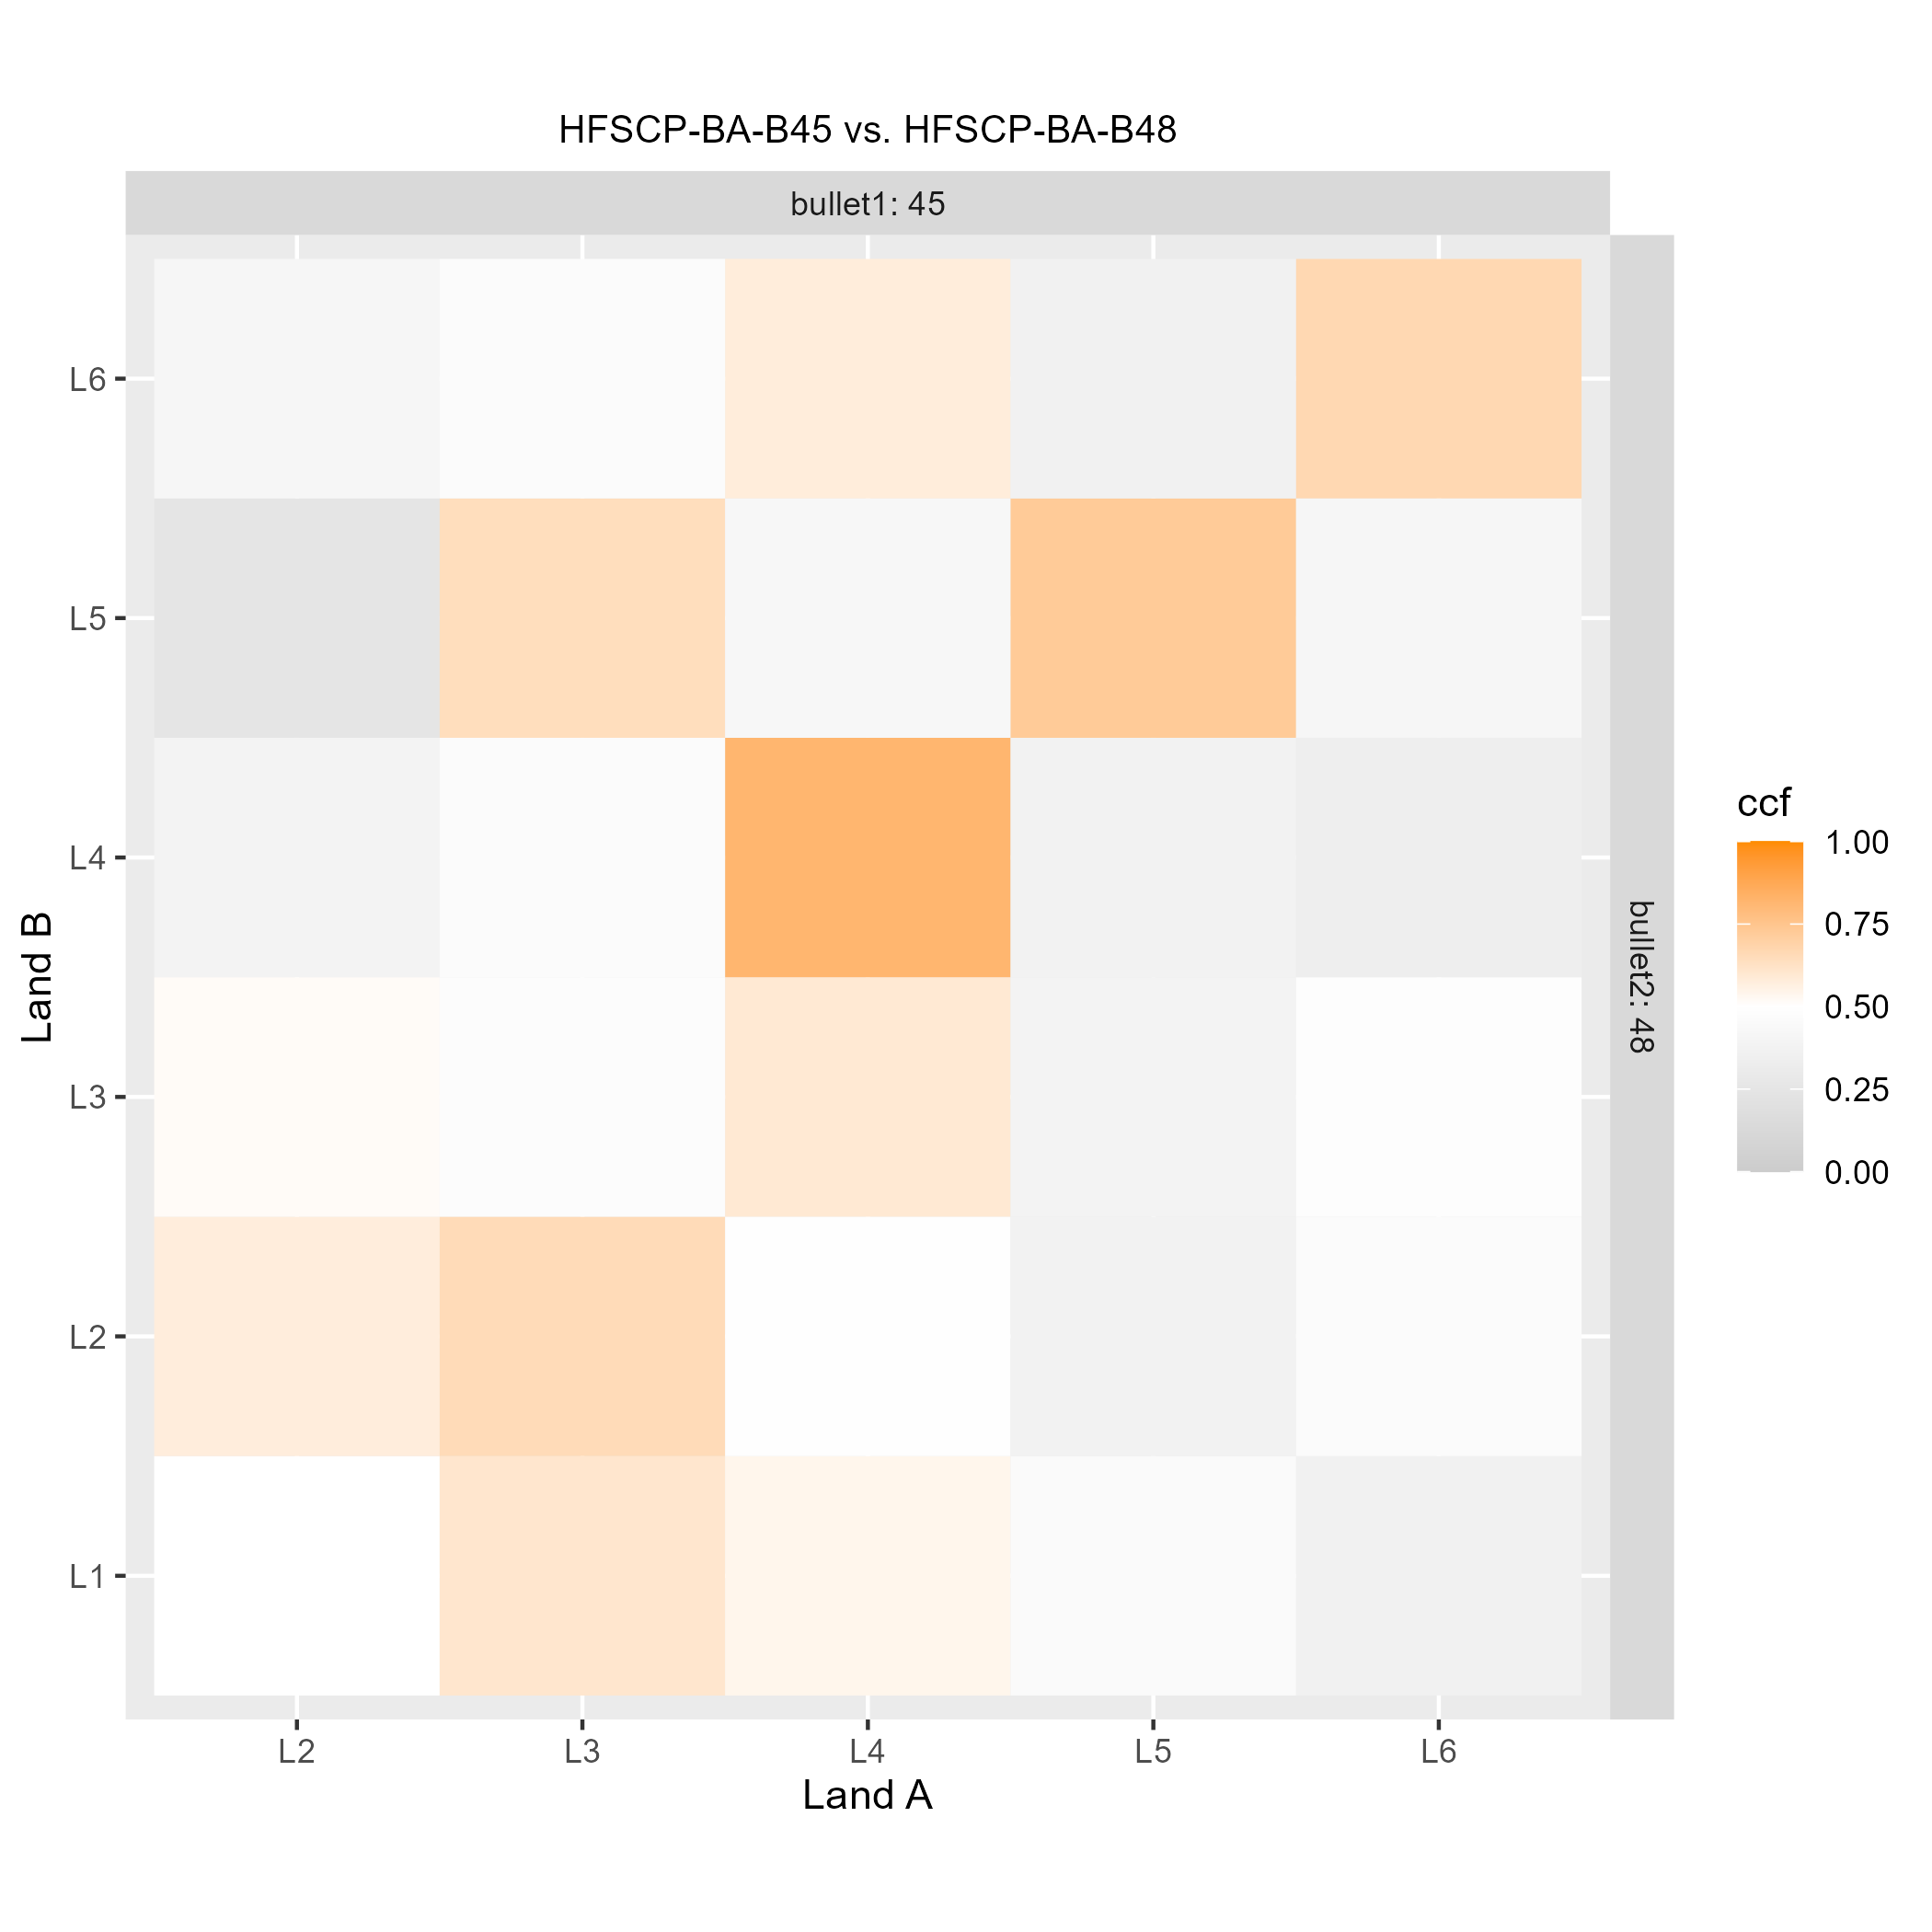 HFSCP-BA-B45 vs. HFSCP-BA-B48
bullet1: 45
L6
L5
L4
L3
L2
L1
Land B
bullet2: 48
L2
L3
L4
L5
L6
Land A
ccf
1.00
0.75
0.50
0.25
0.00